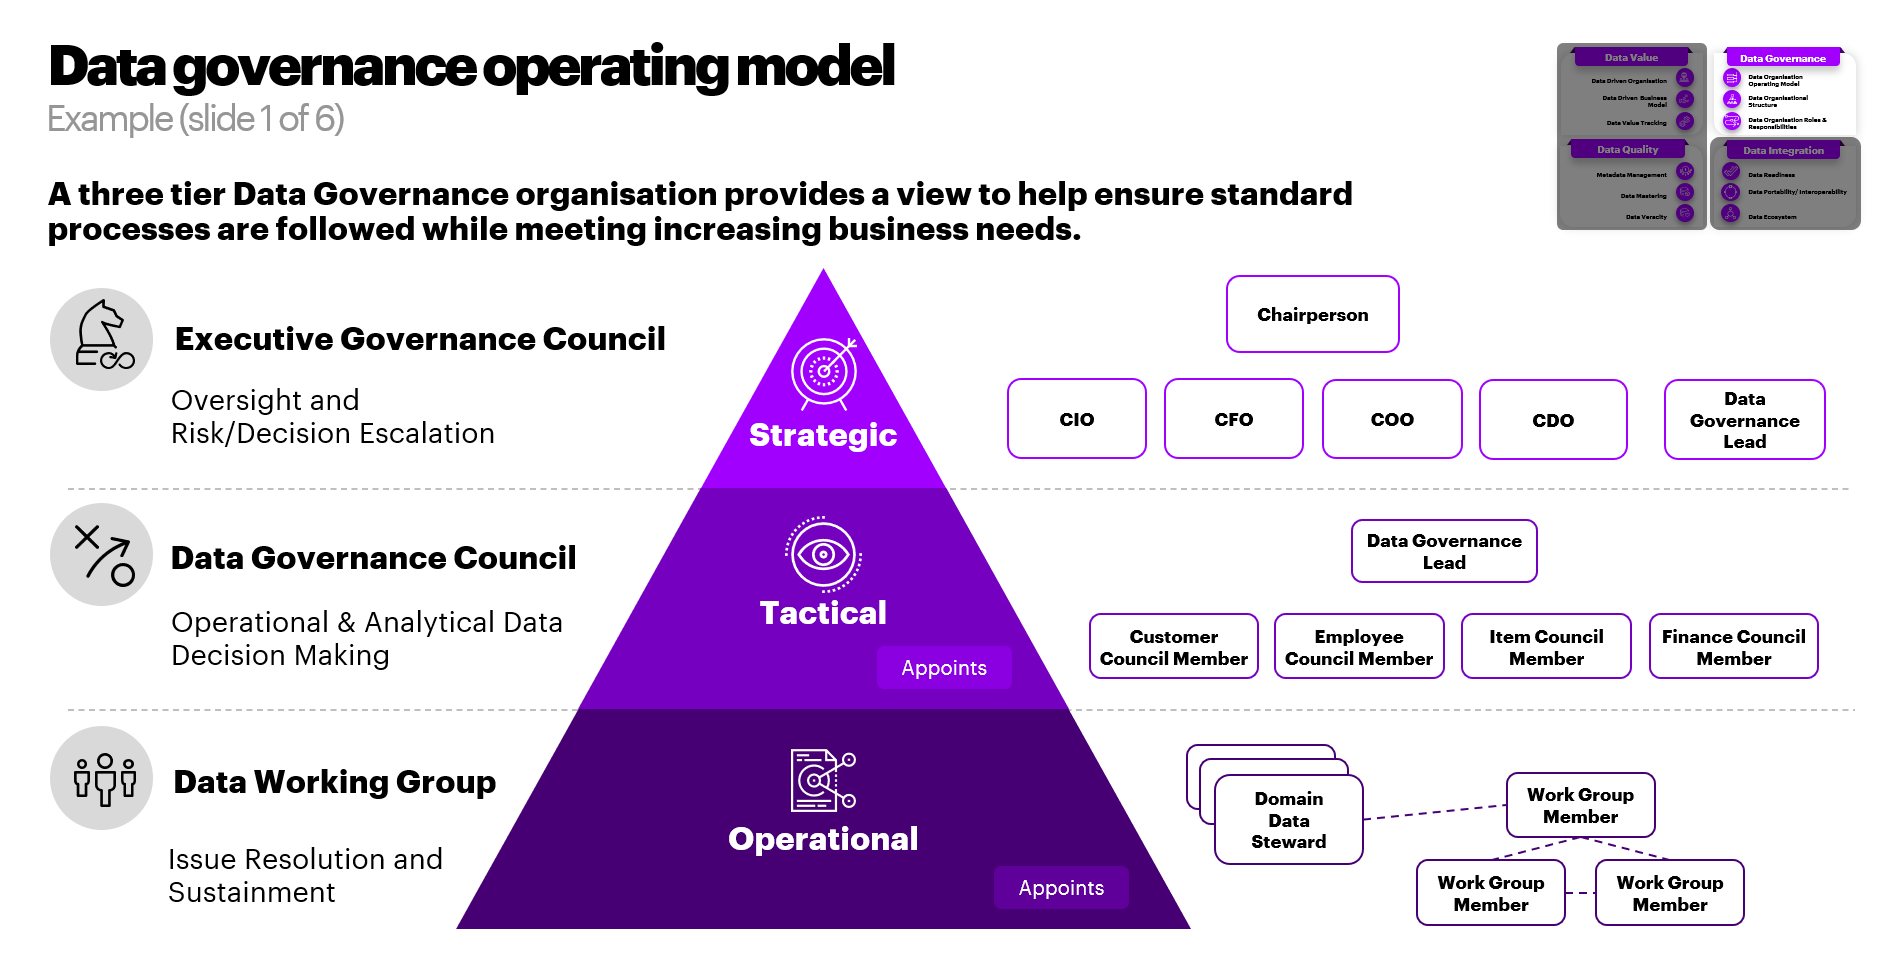 Data governance operating model
Example (slide 1 of 6)
A three tier Data Governance organisation provides a view to help ensure standard
processes are followed while meeting increasing business needs.
Data Value
Data Driven Organisation
Data Driven Business
Model
Data Value Tracking
Data Governance
Data Organisation
Operating Model
Data Organisational
Structure
Data Organisation Roles &
Responsibilities
Data Quality
Metadata Management
Data Mastering
Data Veracity
Data Integration
Data Readiness
Data Portability/ Interoperability
Data Ecosystem
Executive Governance Council
Oversight and
Risk/Decision Escalation
Strategic
Chairperson
CIO
CFO
COO
CDO
Data
Governance
Lead
Data Governance Council
Operational & Analytical Data
Decision Making
Tactical
Appoints
Data Governance
Lead
Customer
Council Member
Employee
Council Member
Item Council
Member
Finance Council
Member
Data Working Group
Issue Resolution and
Sustainment
Operational
Appoints
Domain
Data
Steward
Work Group
Member
Work Group
Member
Work Group
Member